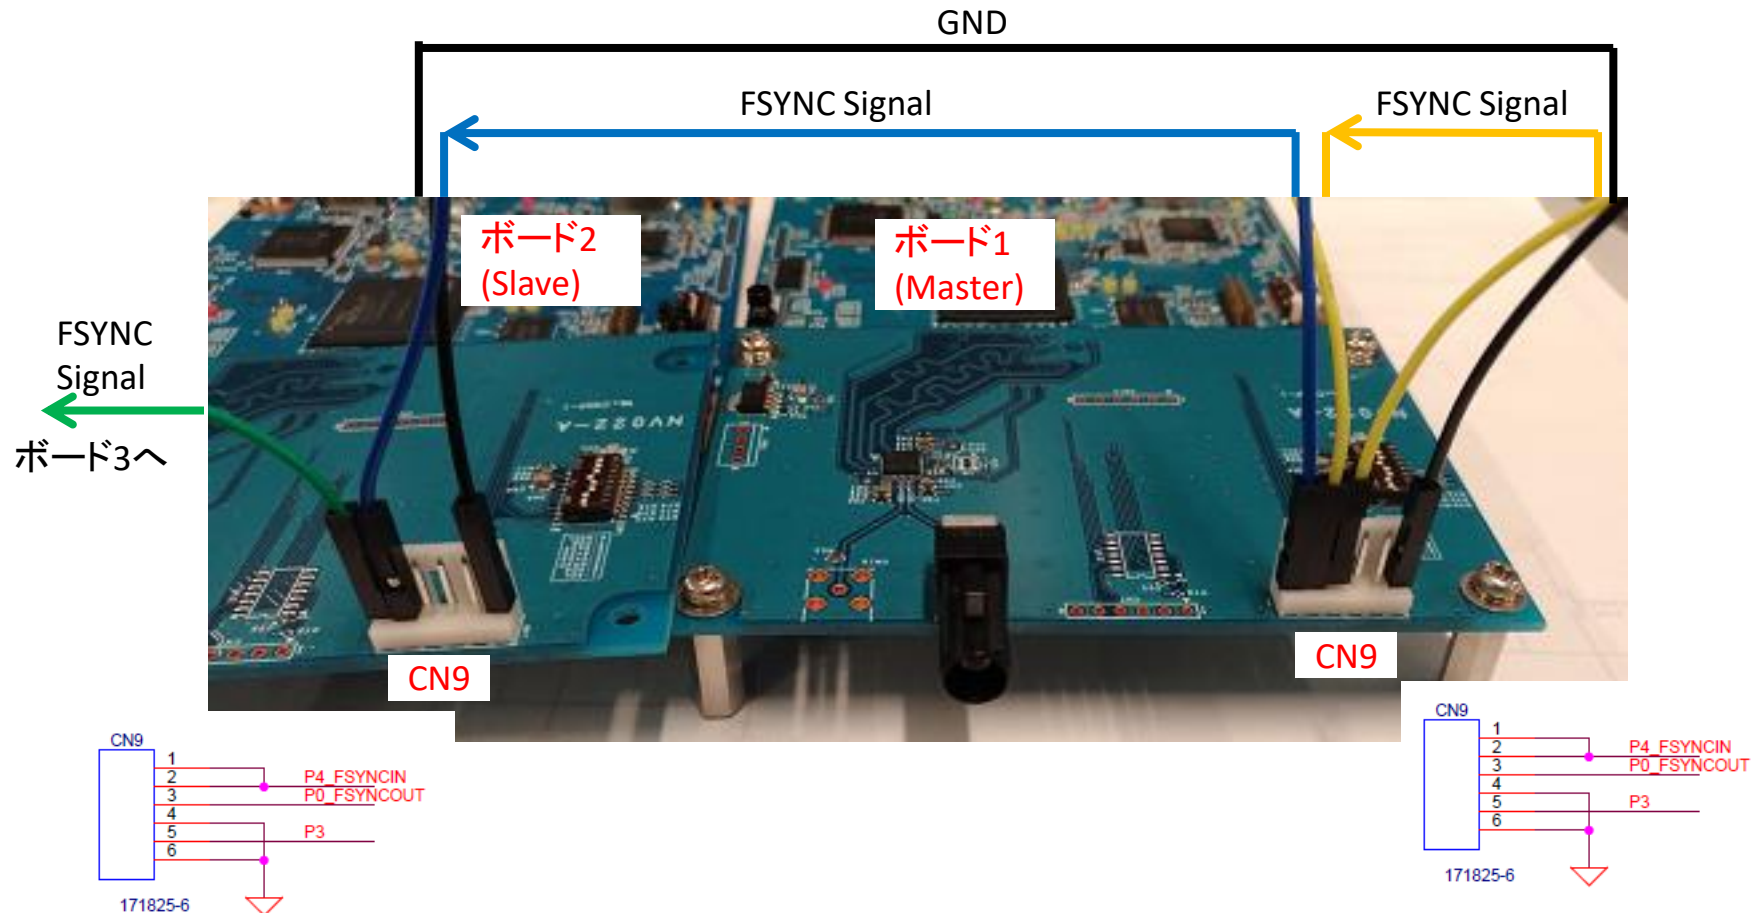 GND
FSYNC Signal
FSYNC Signal
ボード2
(Slave)
ボード1
(Master)
FSYNC
Signal
ボード3へ
NV022-A
CN9
CN9
CN9
1
2
3
4
5
6
P4_FSYNCIN
P0_FSYNCOUT
P3
171825-6
CN9
1
2
3
4
5
6
P4_FSYNCIN
P0_FSYNCOUT
P3
171825-6